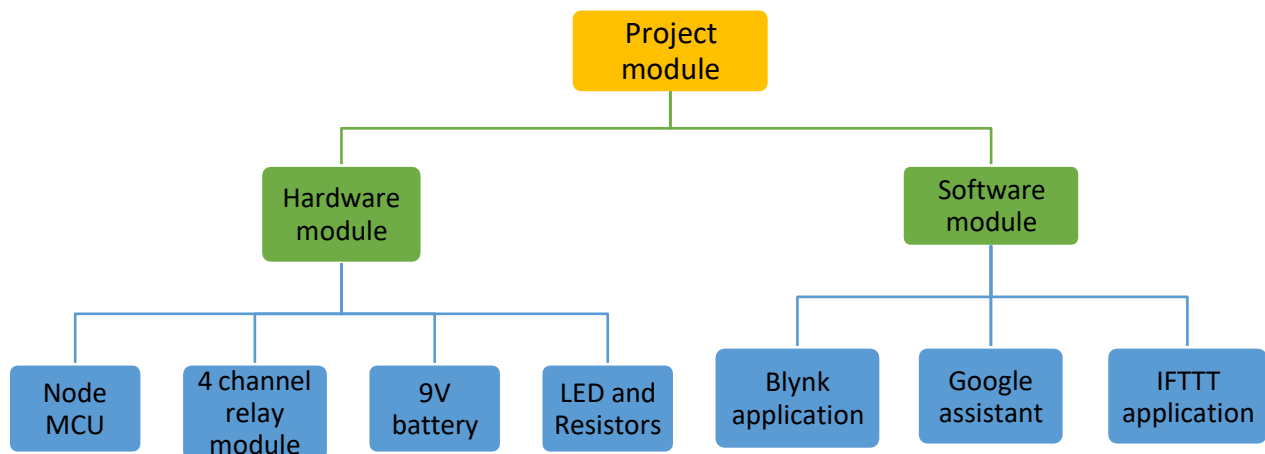 Project
module
Hardware
module
Software
module
Node
MCU
4 channel
relay
module
9V
battery
LED and
Resistors
Blynk
application
Google
assistant
IFTTT
application